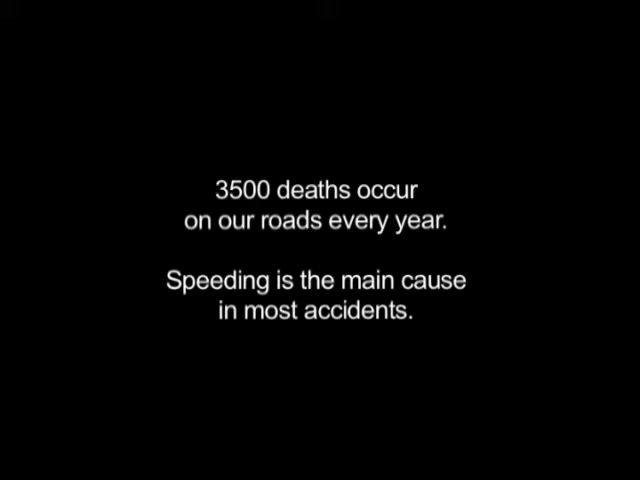 3500 deaths occur
on our roads every year.
Speeding is the main cause
in most accidents.